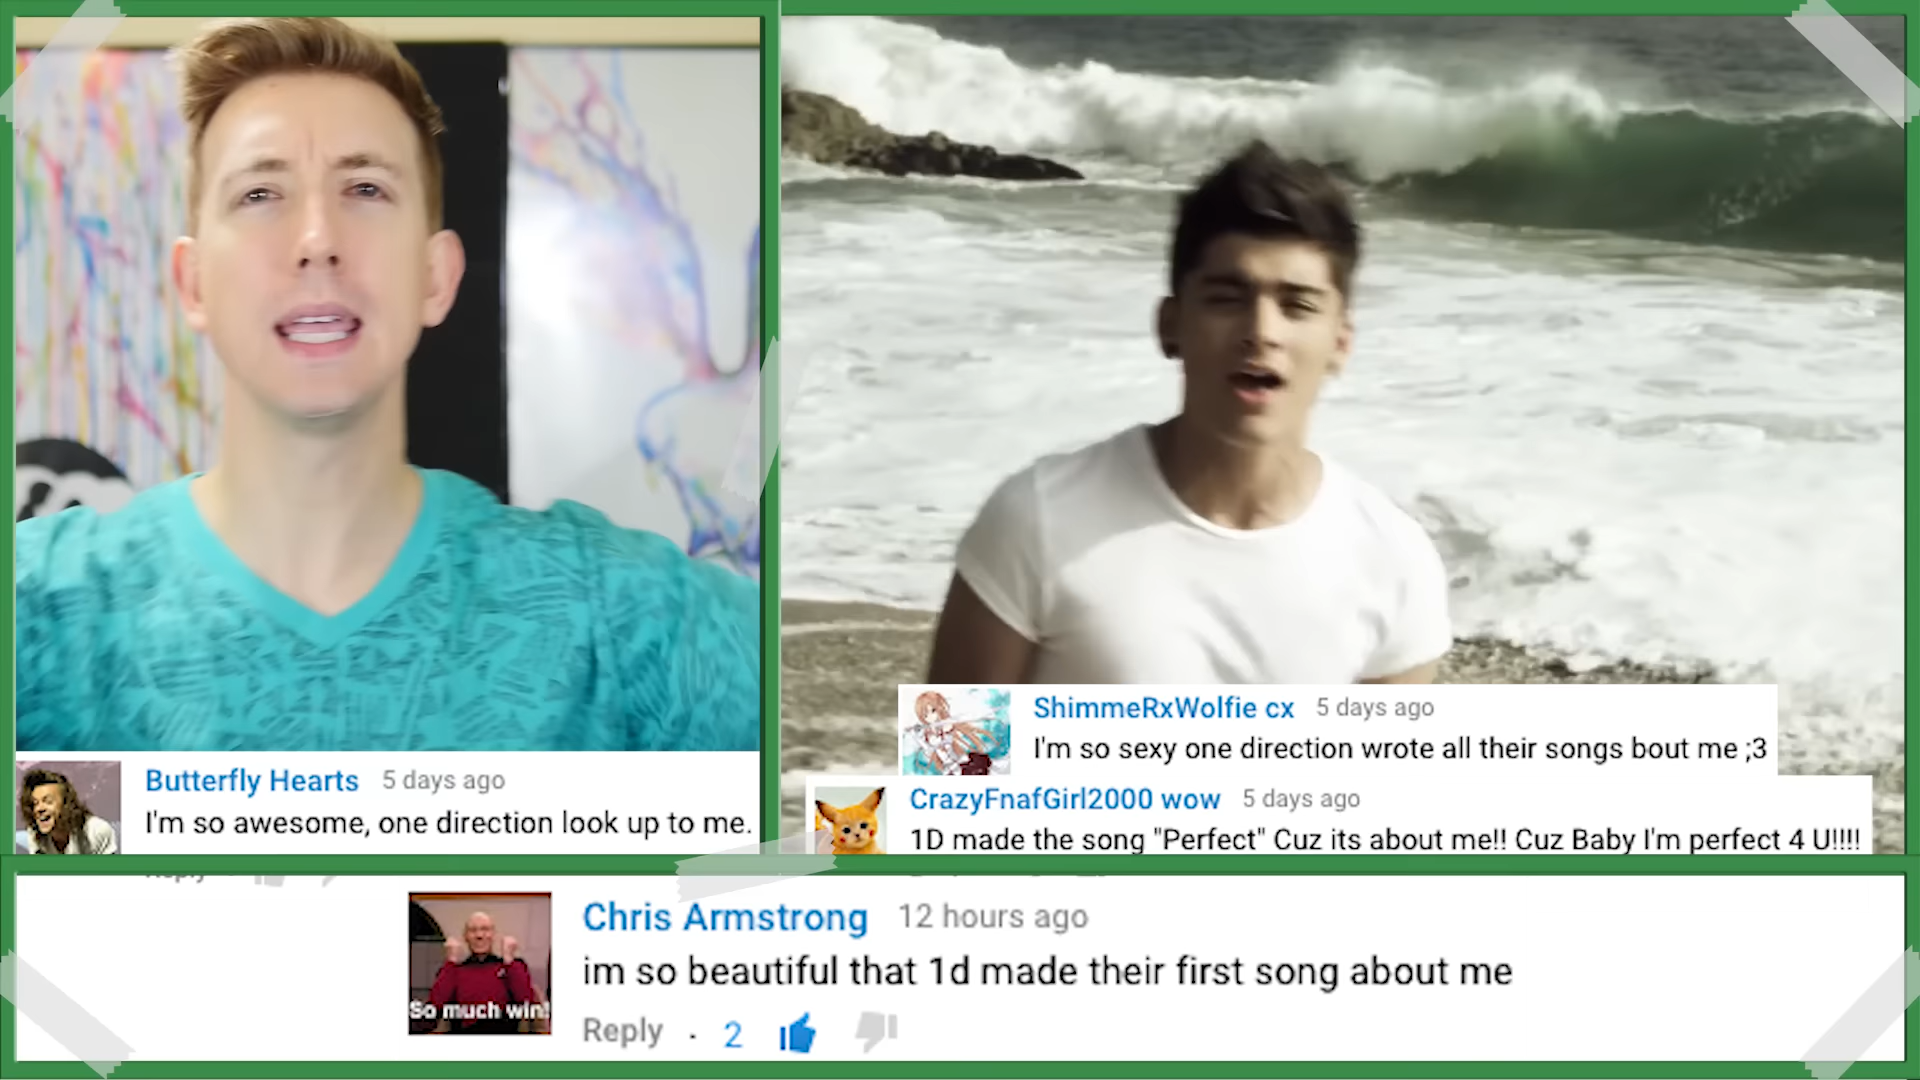 Butterfly Hearts 5 days ago
I'm so awesome, one direction look up to me.
ShimmeRxWolfie cx 5 days ago
I'm so sexy one direction wrote all their songs bout me ;3
CrazyFnafGirl2000 wow 5 days ago
1D made the song "Perfect" Cuz its about me!! Cuz Baby I'm perfect 4 U!!!!
Chris Armstrong 12 hours ago
im so beautiful that 1d made their first song about me
So much win!
Reply · 2